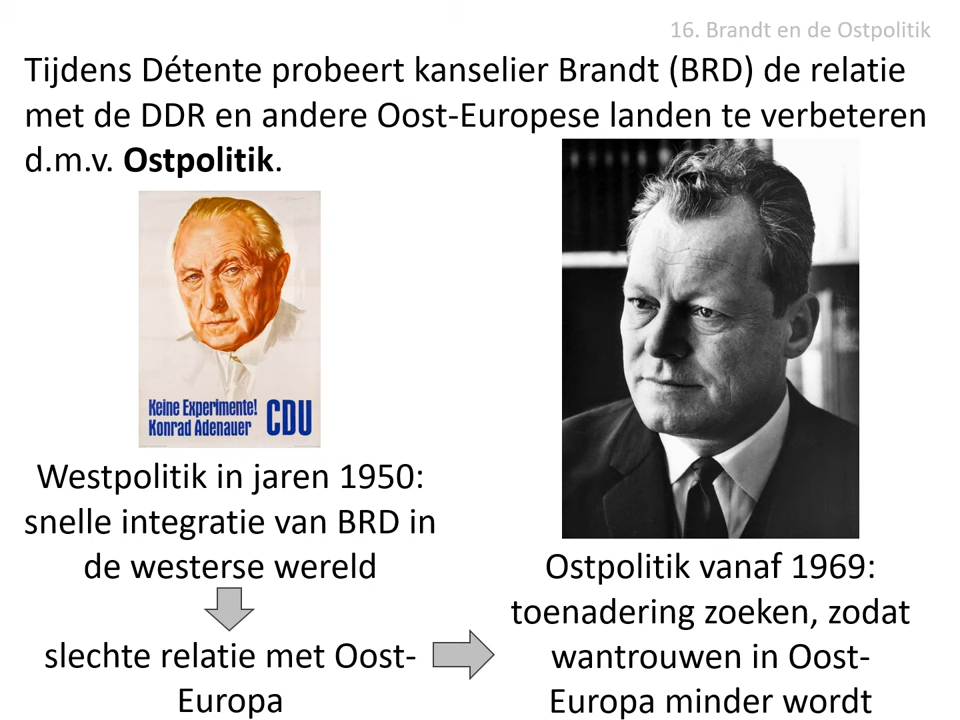 16. Brandt en de Ostpolitik
Tijdens Détente probeert kanselier Brandt (BRD) de relatie
met de DDR en andere Oost-Europese landen te verbeteren
d.m.v. Ostpolitik.
Keine Experimente!
Konrad Adenauer
CDU
Westpolitik in jaren 1950:
snelle integratie van BRD in
de westerse wereld
slechte relatie met Oost-
Europa
Ostpolitik vanaf 1969:
toenadering zoeken, zodat
wantrouwen in Oost-
Europa minder wordt